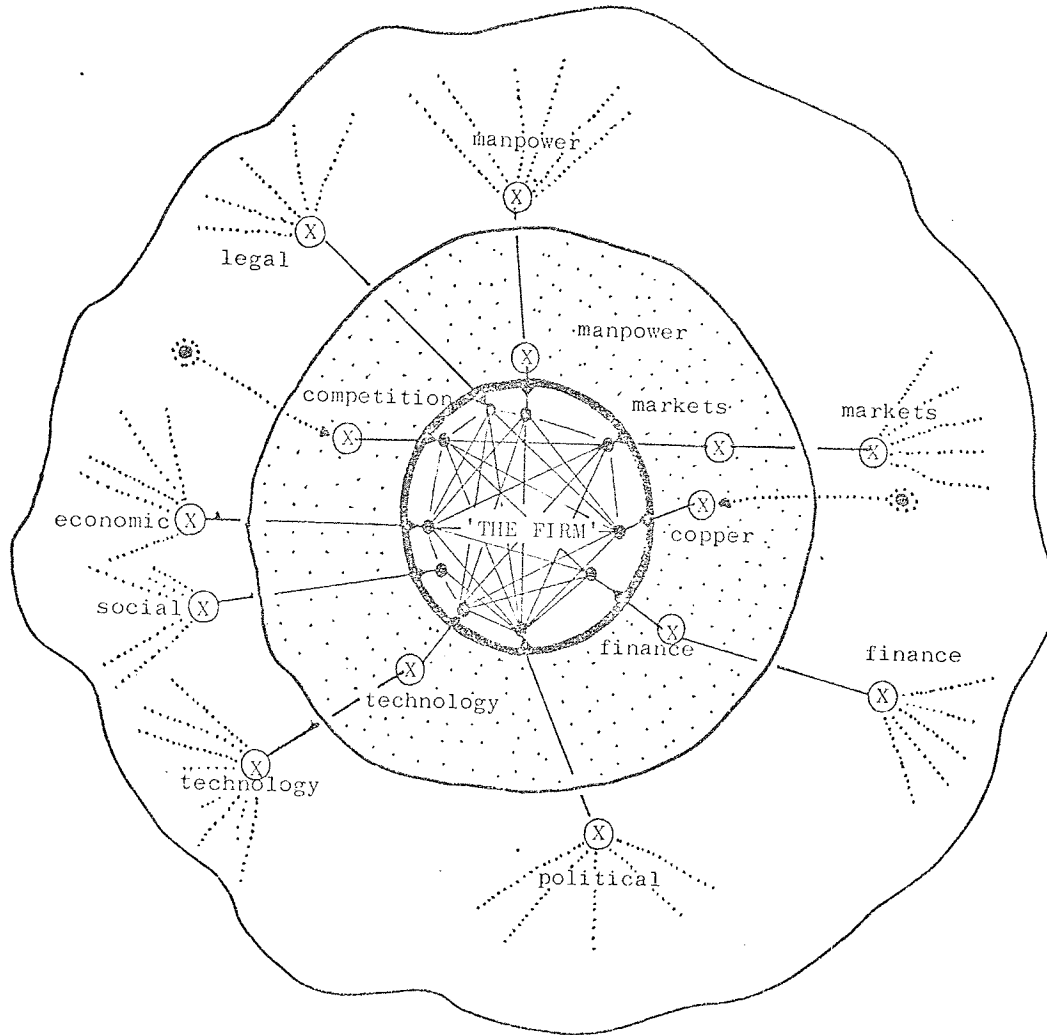 manpower
X
X
legal
manpower
X
competition
markets
markets
X
X
X
X
economic
X
'THE FIRM'
copper
social
X
X
finance
finance
X
X
technology
X
technology
X
political